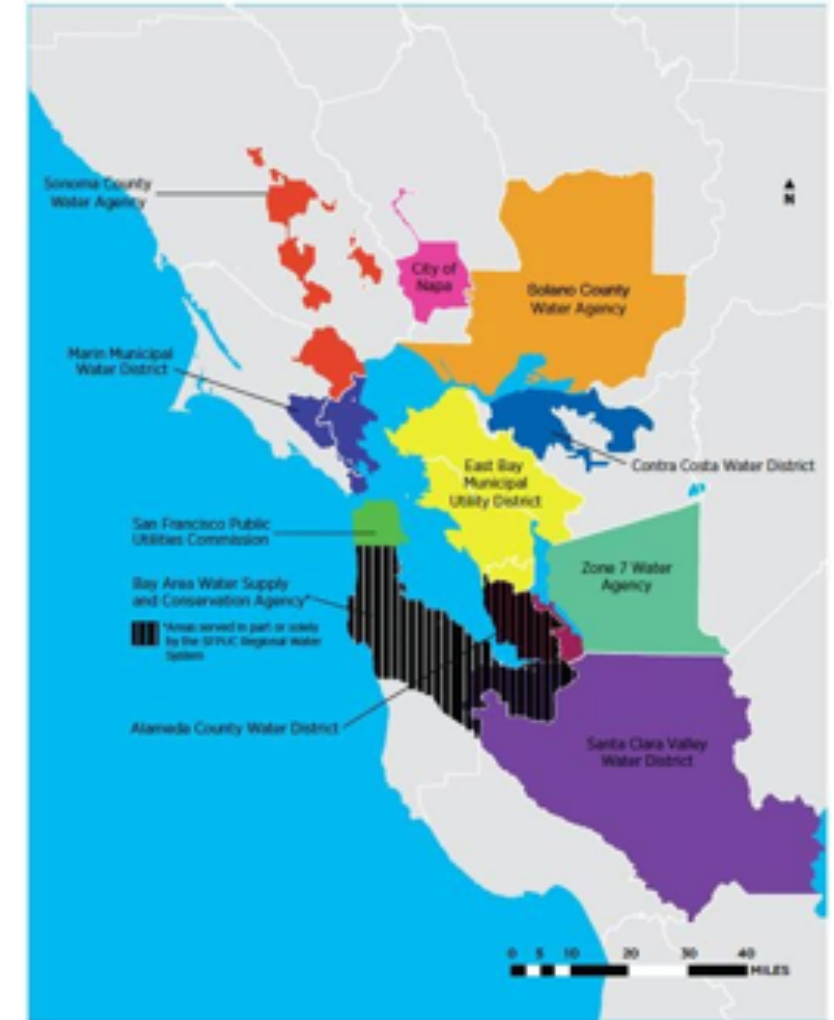 Sonoma County
Water Agency
N
City of
Napa
Solano County
Water Agency
Marin Municipal
Water District
East Bay
Municipal
Utility District
Contra Costa Water District
San Francisco Public
Utilities Commission
Zone 7 Water
Agency
Bay Area Water Supply
and Conservation Agency*
*Areas served in part or solely
by the SFPUC Regional Water
System
Alameda County Water District
Santa Clara Valley
Water District
0 5 10 20 30 40
MILES